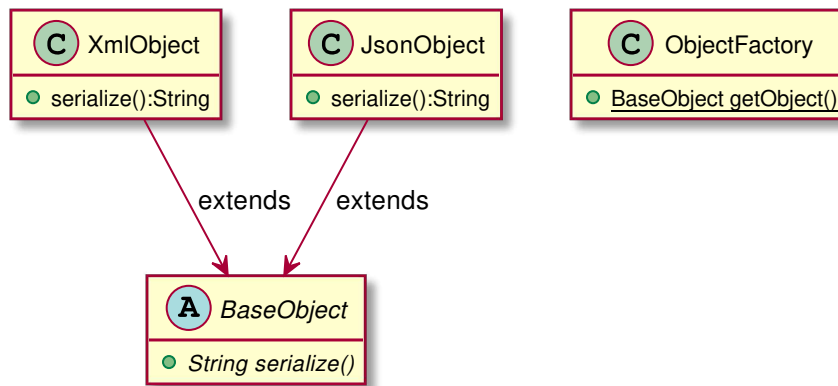 C XmlObject
serialize():String
C JsonObject
serialize():String
C ObjectFactory
BaseObject getObject()
extends
extends
A BaseObject
String serialize()